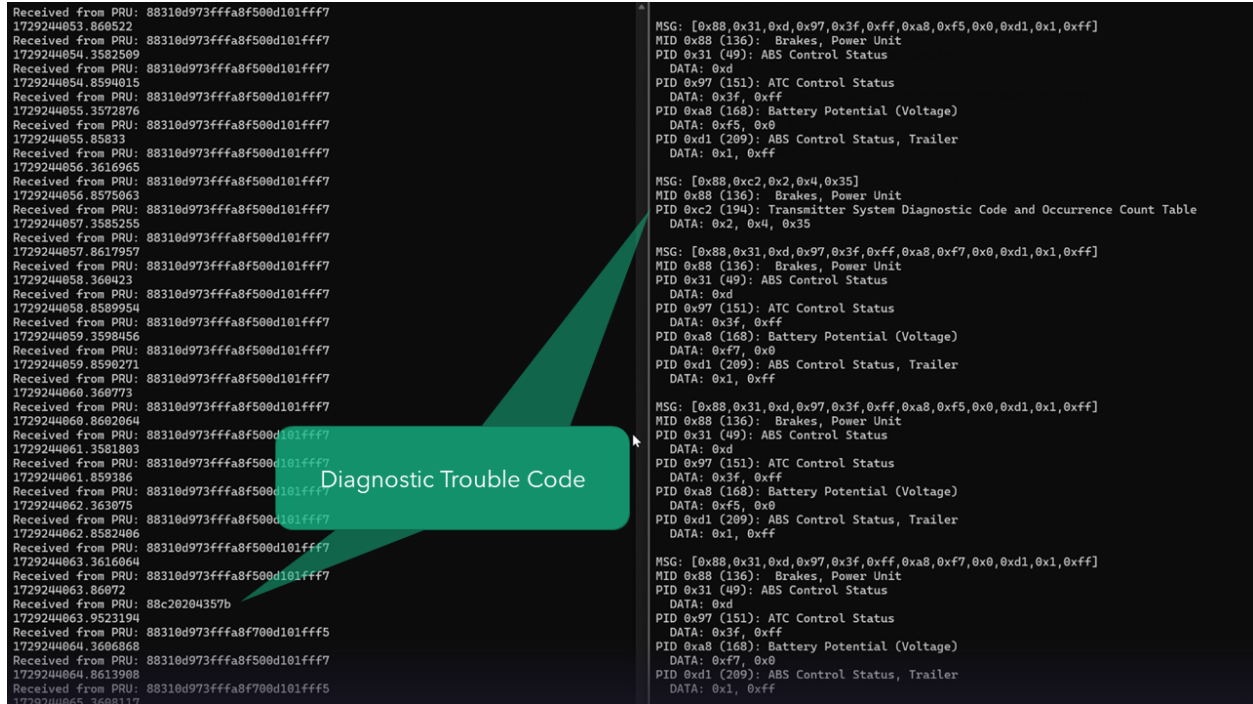 Received from PRU: 88310d973fffa8f500d101fff7
1729244053.860522
Received from PRU: 88310d973fffa8f500d101fff7
1729244054.3582509
Received from PRU: 88310d973fffa8f500d101fff7
1729244054.8594015
Received from PRU: 88310d973fffa8f500d101fff7
1729244055.3572876
Received from PRU: 88310d973fffa8f500d101fff7
1729244055.85833
Received from PRU: 88310d973fffa8f500d101fff7
1729244056.3616965
Received from PRU: 88310d973fffa8f500d101fff7
1729244056.8575063
Received from PRU: 88310d973fffa8f500d101fff7
1729244057.3585255
Received from PRU: 88310d973fffa8f500d101fff7
1729244057.8617957
Received from PRU: 88310d973fffa8f500d101fff7
1729244058.360423
Received from PRU: 88310d973fffa8f500d101fff7
1729244058.8589954
Received from PRU: 88310d973fffa8f500d101fff7
1729244059.3598456
Received from PRU: 88310d973fffa8f500d101fff7
1729244059.8590271
Received from PRU: 88310d973fffa8f500d101fff7
1729244060.360773
Received from PRU: 88310d973fffa8f500d101fff7
1729244060.8602064
Received from PRU: 88310d973fffa8f500d101fff7
1729244061.3581803
Received from PRU: 88310d973fffa8f500d101fff7
1729244061.859386
Received from PRU: 88310d973fffa8f500d101fff7
1729244062.363075
Received from PRU: 88310d973fffa8f500d101fff7
1729244062.8582406
Received from PRU: 88310d973fffa8f500d101fff7
1729244063.3616064
Received from PRU: 88310d973fffa8f500d101fff7
1729244063.86072
Received from PRU: 88c20204357b
1729244063.9523194
Received from PRU: 88310d973fffa8f700d101fff5
1729244064.3606868
Received from PRU: 88310d973fffa8f500d101fff7
1729244064.8613908
Received from PRU: 88310d973fffa8f700d101fff5
1729244065.3608117
Diagnostic Trouble Code
MSG: [0x88,0x31,0xd,0x97,0x3f,0xff,0xa8,0xf5,0x0,0xd1,0x1,0xff]
MID 0x88 (136): Brakes, Power Unit
PID 0x31 (49): ABS Control Status
DATA: 0xd
PID 0x97 (151): ATC Control Status
DATA: 0x3f, 0xff
PID 0xa8 (168): Battery Potential (Voltage)
DATA: 0xf5, 0x0
PID 0xd1 (209): ABS Control Status, Trailer
DATA: 0x1, 0xff
MSG: [0x88,0xc2,0x2,0x4,0x35]
MID 0x88 (136): Brakes, Power Unit
PID 0xc2 (194): Transmitter System Diagnostic Code and Occurrence Count Table
DATA: 0x2, 0x4, 0x35
MSG: [0x88,0x31,0xd,0x97,0x3f,0xff,0xa8,0xf7,0x0,0xd1,0x1,0xff]
MID 0x88 (136): Brakes, Power Unit
PID 0x31 (49): ABS Control Status
DATA: 0xd
PID 0x97 (151): ATC Control Status
DATA: 0x3f, 0xff
PID 0xa8 (168): Battery Potential (Voltage)
DATA: 0xf7, 0x0
PID 0xd1 (209): ABS Control Status, Trailer
DATA: 0x1, 0xff
MSG: [0x88,0x31,0xd,0x97,0x3f,0xff,0xa8,0xf5,0x0,0xd1,0x1,0xff]
MID 0x88 (136): Brakes, Power Unit
PID 0x31 (49): ABS Control Status
DATA: 0xd
PID 0x97 (151): ATC Control Status
DATA: 0x3f, 0xff
PID 0xa8 (168): Battery Potential (Voltage)
DATA: 0xf5, 0x0
PID 0xd1 (209): ABS Control Status, Trailer
DATA: 0x1, 0xff
MSG: [0x88,0x31,0xd,0x97,0x3f,0xff,0xa8,0xf7,0x0,0xd1,0x1,0xff]
MID 0x88 (136): Brakes, Power Unit
PID 0x31 (49): ABS Control Status
DATA: 0xd
PID 0x97 (151): ATC Control Status
DATA: 0x3f, 0xff
PID 0xa8 (168): Battery Potential (Voltage)
DATA: 0xf7, 0x0
PID 0xd1 (209): ABS Control Status, Trailer
DATA: 0x1, 0xff